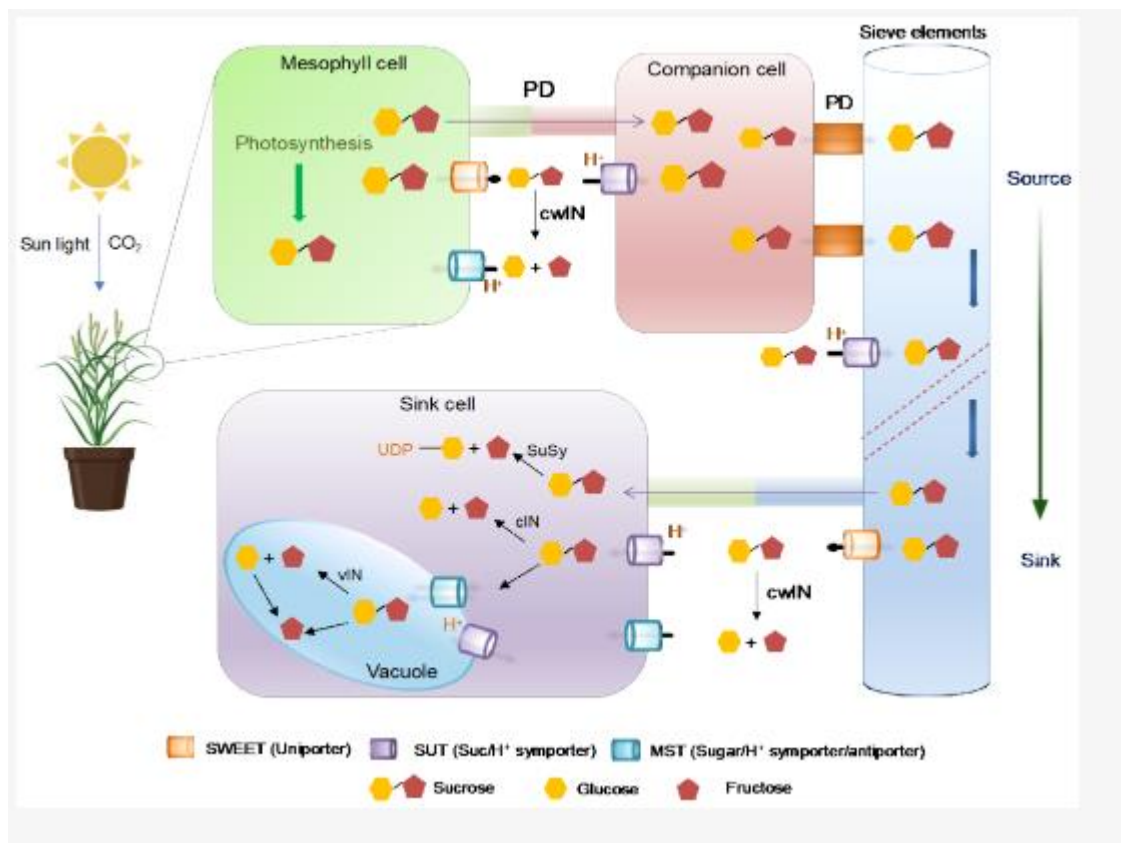 Sieve elements
Mesophyll cell
PD
Companion cell
PD
Photosynthesis
H⁺
Source
cwIN
Sun light
CO₂
H⁺
H⁺
Sink cell
UDP
SuSy
cIN
H⁺
Sink
vIN
cwIN
H⁺
Vacuole
SWEET (Uniporter)
SUT (Suc/H⁺ symporter)
MST (Sugar/H⁺ symporter/antiporter)
Sucrose
Glucose
Fructose